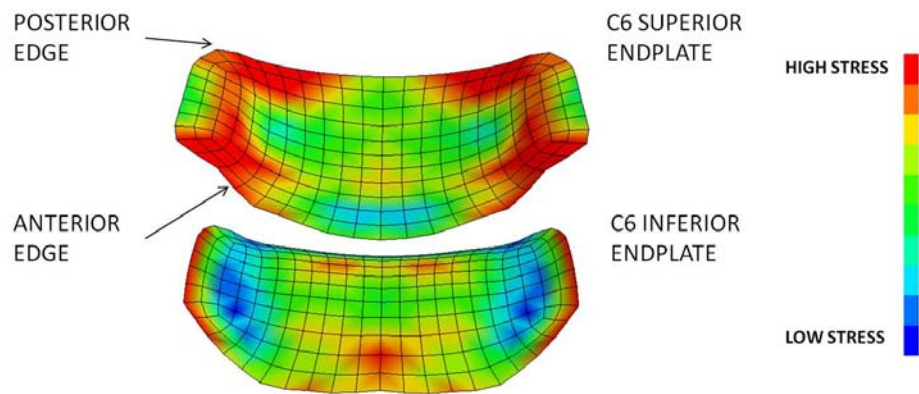 POSTERIOR
EDGE
C6 SUPERIOR
ENDPLATE
HIGH STRESS
ANTERIOR
EDGE
C6 INFERIOR
ENDPLATE
LOW STRESS